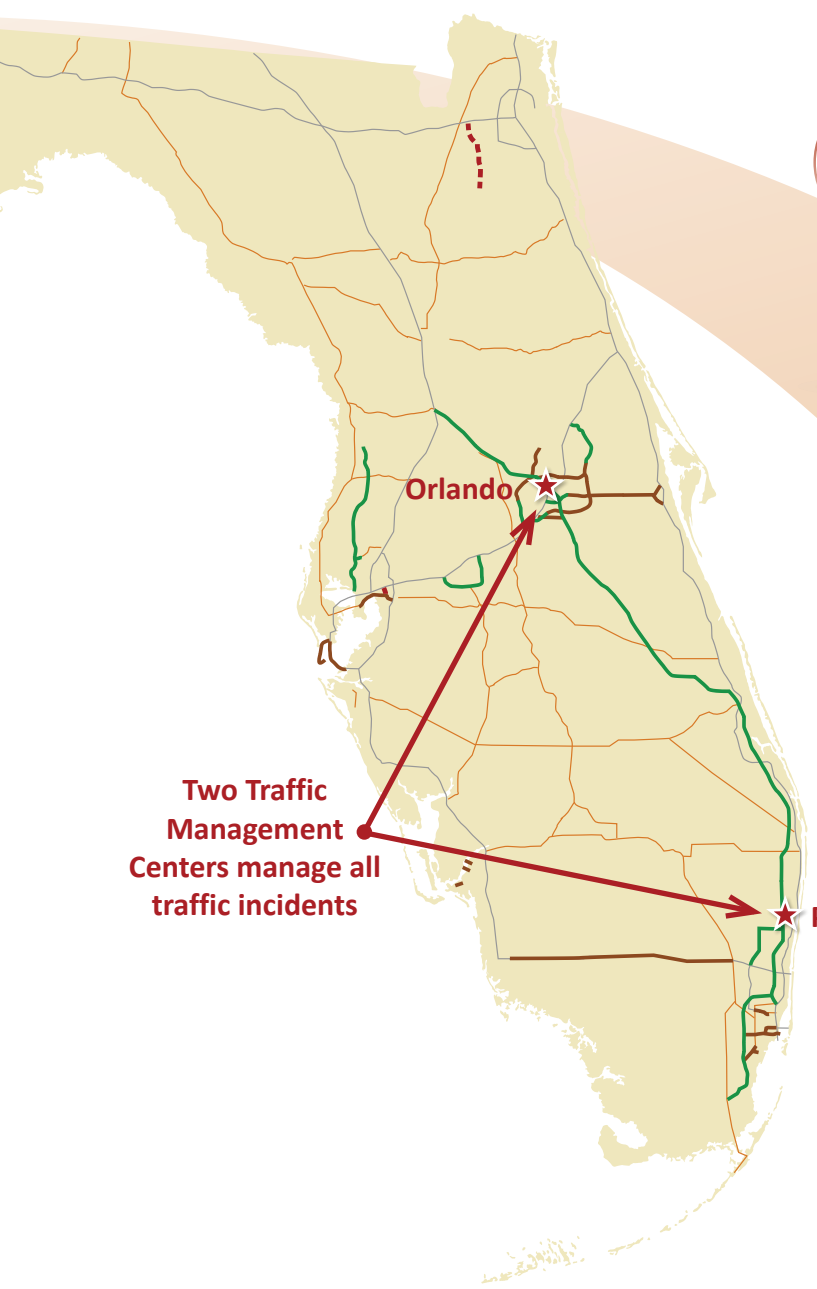 Orlando
Two Traffic
Management
Centers manage all
traffic incidents